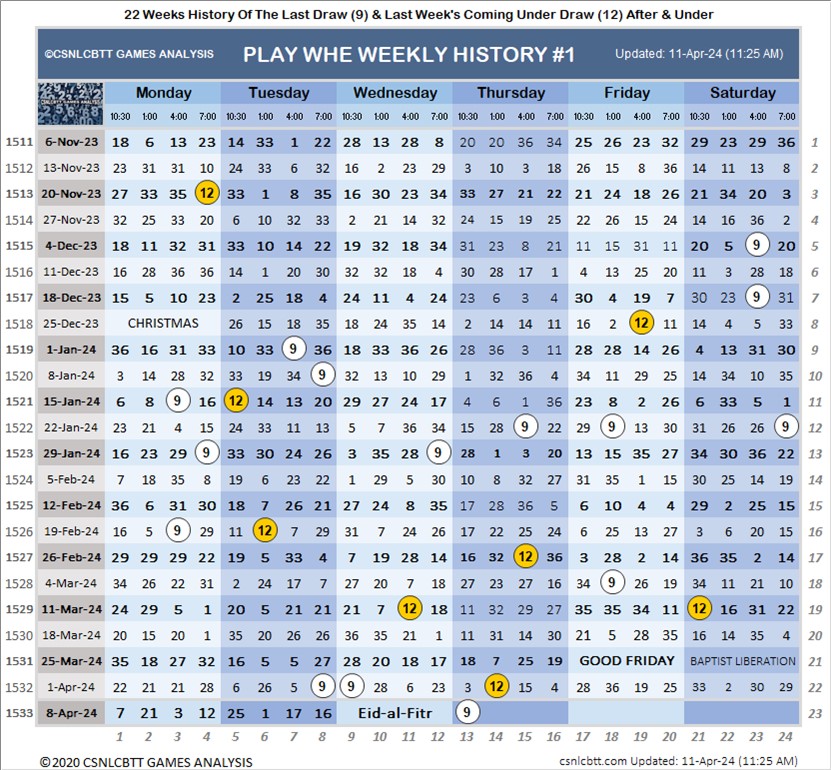 22 Weeks History Of The Last Draw (9) & Last Week's Coming Under Draw (12) After & Under
©CSNLCBTT GAMES ANALYSIS PLAY WHE WEEKLY HISTORY #1 Updated: 11-Apr-24 (11:25 AM)
Monday Tuesday Wednesday Thursday Friday Saturday
CSNLCBTT GAMES ANALYSIS 10:30 1:00 4:00 7:00 10:30 1:00 4:00 7:00 10:30 1:00 4:00 7:00 10:30 1:00 4:00 7:00 10:30 1:00 4:00 7:00 10:30 1:00 4:00 7:00
1511 6-Nov-23 18 6 13 23 14 33 1 22 28 13 28 8 20 20 36 34 25 26 23 32 29 23 29 36 1
1512 13-Nov-23 23 31 31 10 24 33 6 32 16 2 23 29 3 10 3 18 26 15 8 36 14 11 13 8 2
1513 20-Nov-23 27 33 35 12 33 1 8 35 16 30 23 34 33 27 21 22 21 24 18 26 21 34 20 3 3
1514 27-Nov-23 32 25 33 20 6 10 32 33 2 21 14 32 24 15 19 25 22 26 15 24 14 16 36 2 4
1515 4-Dec-23 18 11 32 31 33 10 14 22 19 32 18 34 31 23 8 21 11 15 31 11 20 5 9 20 5
1516 11-Dec-23 16 28 36 36 14 1 20 30 32 32 18 4 30 28 17 1 4 13 25 20 11 3 28 18 6
1517 18-Dec-23 15 5 10 23 2 25 18 4 24 11 4 24 23 6 3 4 30 4 19 7 30 23 9 31 7
1518 25-Dec-23 CHRISTMAS 26 15 18 35 18 24 35 14 2 14 14 11 16 2 12 11 24 4 5 33 8
1519 1-Jan-24 36 16 31 33 10 33 9 36 18 33 36 26 28 36 3 11 28 28 14 26 4 13 31 30 9
1520 8-Jan-24 3 14 28 32 33 19 34 9 32 13 10 29 1 32 36 4 34 11 29 25 14 34 10 35 10
1521 15-Jan-24 6 8 9 16 12 14 13 20 29 27 24 17 4 6 1 36 23 8 2 26 6 33 5 1 11
1522 22-Jan-24 23 21 4 15 24 33 11 13 5 7 36 34 15 28 9 22 29 9 13 30 31 26 26 9 12
1523 29-Jan-24 16 23 29 9 33 30 24 26 3 35 28 9 28 1 3 20 13 15 35 27 34 30 36 22 13
1524 5-Feb-24 7 18 35 8 19 6 23 22 1 29 5 30 10 8 32 27 31 35 1 15 30 25 14 19 14
1525 12-Feb-24 36 6 31 30 18 7 26 21 27 24 8 35 17 28 36 5 6 10 4 4 29 2 25 15 15
1526 19-Feb-24 16 5 9 29 11 12 7 29 31 7 24 26 17 22 25 24 6 25 13 27 3 6 20 15 16
1527 26-Feb-24 29 29 29 22 19 5 33 4 7 19 28 14 16 32 12 36 3 28 2 14 36 35 2 14 17
1528 4-Mar-24 34 26 22 31 2 24 17 7 27 20 7 18 27 23 27 16 34 9 26 19 34 11 21 10 18
1529 11-Mar-24 24 29 5 1 20 5 21 21 21 7 12 18 11 32 29 27 35 35 34 11 12 16 31 22 19
1530 18-Mar-24 20 15 20 1 35 20 26 26 36 35 21 1 11 31 14 30 21 5 28 35 16 14 35 4 20
1531 25-Mar-24 35 18 27 32 16 5 5 27 28 20 18 17 18 7 25 19 GOOD FRIDAY BAPTIST LIBERATION 21
1532 1-Apr-24 22 21 21 28 6 26 5 9 9 28 6 23 3 12 15 4 28 36 19 25 33 2 30 29 22
1533 8-Apr-24 7 21 3 12 25 1 17 16 Eid-al-Fitr 9 23
1 2 3 4 5 6 7 8 9 10 11 12 13 14 15 16 17 18 19 20 21 22 23 24
©2020 CSNLCBTT GAMES ANALYSIS csnlcbtt.com Updated: 11-Apr-24 (11:25 AM)